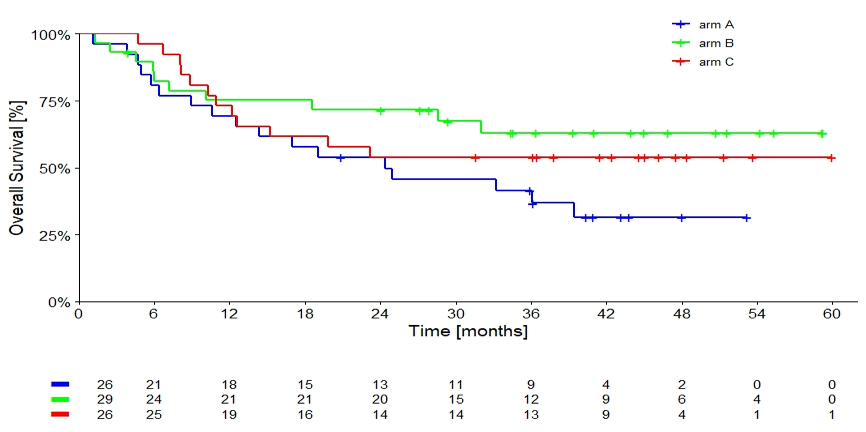 arm A
arm B
arm C
100%
75%
50%
25%
0%
Overall Survival [%]
0 6 12 18 24 30 36 42 48 54 60
Time [months]
26 21 18 15 13 11 9 4 2 0 0
29 24 21 21 20 15 12 9 6 4 0
26 25 19 16 14 14 13 9 4 1 1